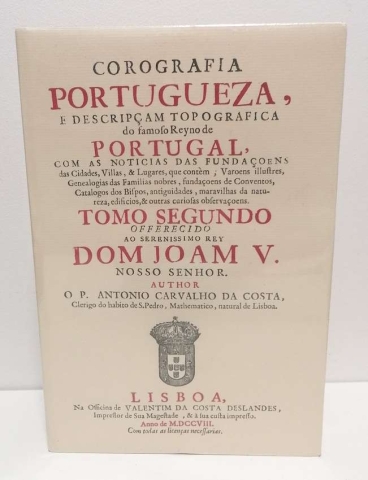 COROGRAFIA
PORTUGUEZA,
E DESCRIPÇAM TOPOGRAFICA
do famoso Reyno de
PORTUGAL,
COM AS NOTICIAS DAS FUNDAÇOENS
das Cidades, Villas, & Lugares, que contèm; Varoens illustres,
Genealogias das Familias nobres, fundaçoens de Conventos,
Catalogos dos Bispos, antiguidades, maravilhas da natu-
reza, edificios, & outras curiosas observaçoens.
TOMO SEGUNDO
OFFERECIDO
AO SERENISSIMO REY
DOM JOAM V.
NOSSO SENHOR.
AUTHOR
O P. ANTONIO CARVALHO DA COSTA,
Clerigo do habito de S. Pedro, Mathematico, natural de Lisboa.
LISBOA,
Na Officina de VALENTIM DA COSTA DESLANDES,
Impressor de Sua Magestade, & à sua custa impresso.
Anno de M.DCCVIII.
Com todas as licenças necessarias.